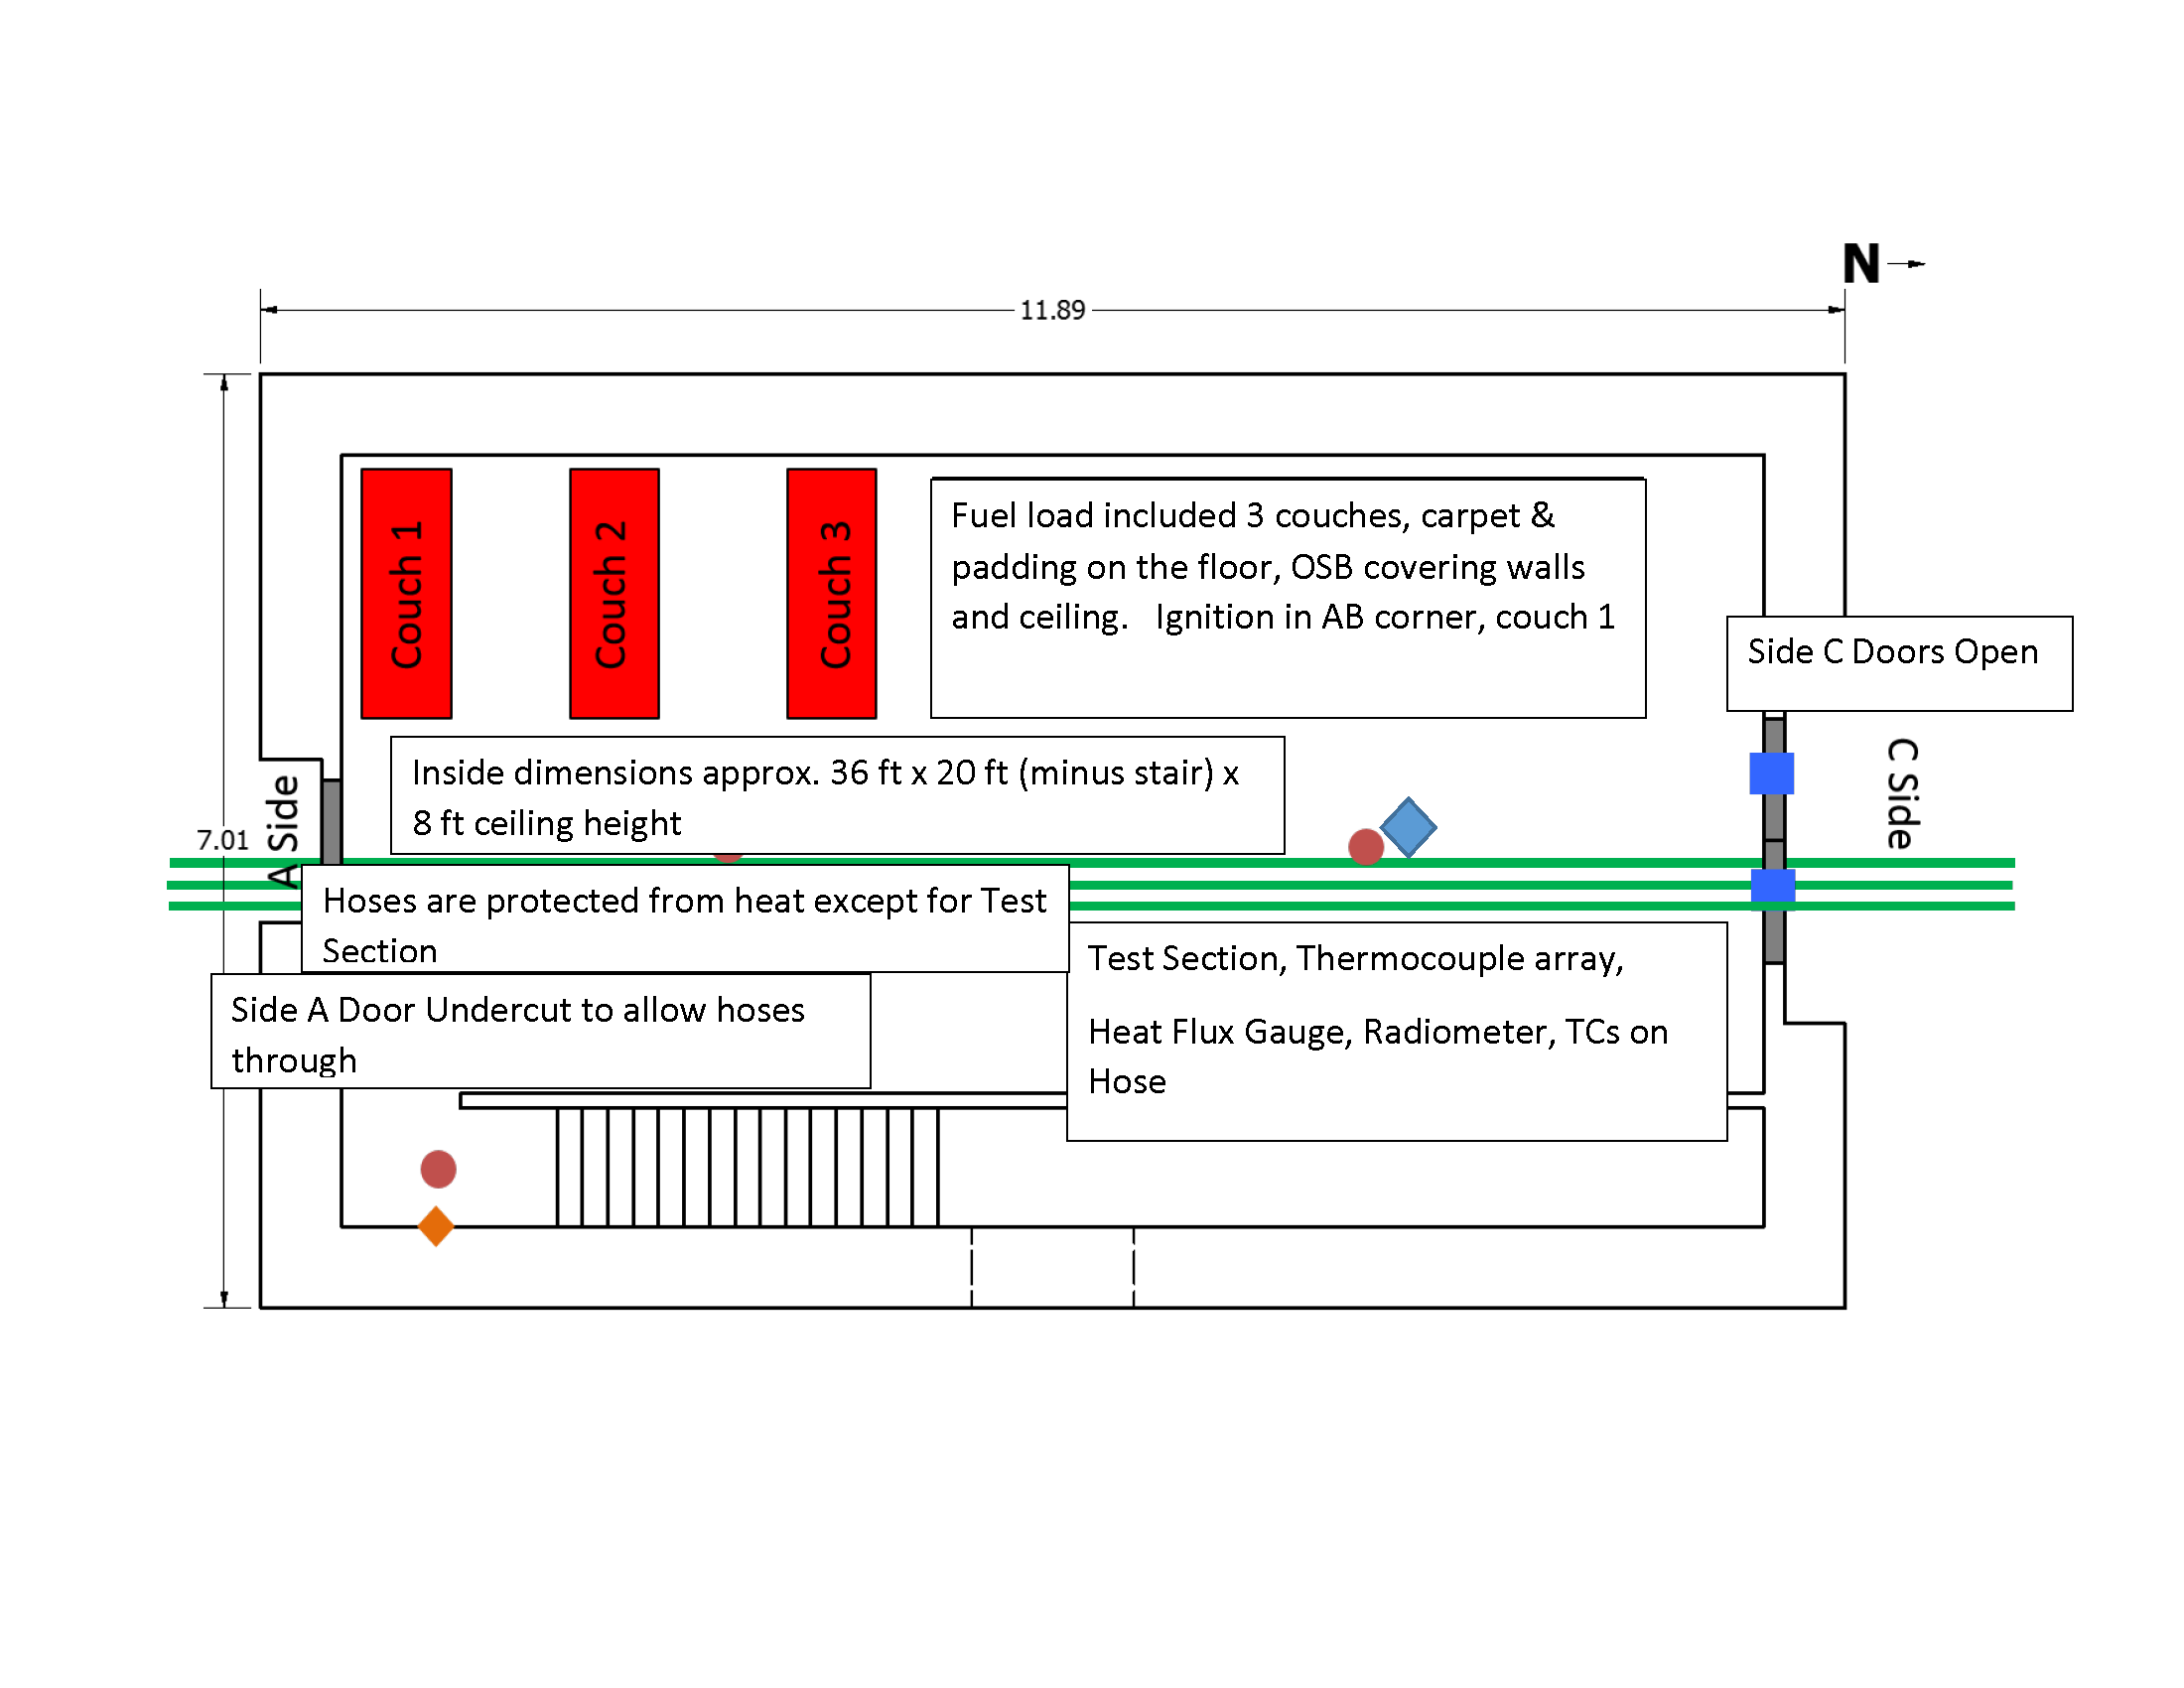 N
11.89
Couch 1
Couch 2
Couch 3
Fuel load included 3 couches, carpet &
padding on the floor, OSB covering walls
and ceiling.   Ignition in AB corner, couch 1
Side C Doors Open
Inside dimensions approx. 36 ft x 20 ft (minus stair) x
8 ft ceiling height
C Side
A Side
7.01
Hoses are protected from heat except for Test
Section
Test Section, Thermocouple array,
Heat Flux Gauge, Radiometer, TCs on
Hose
Side A Door Undercut to allow hoses
through